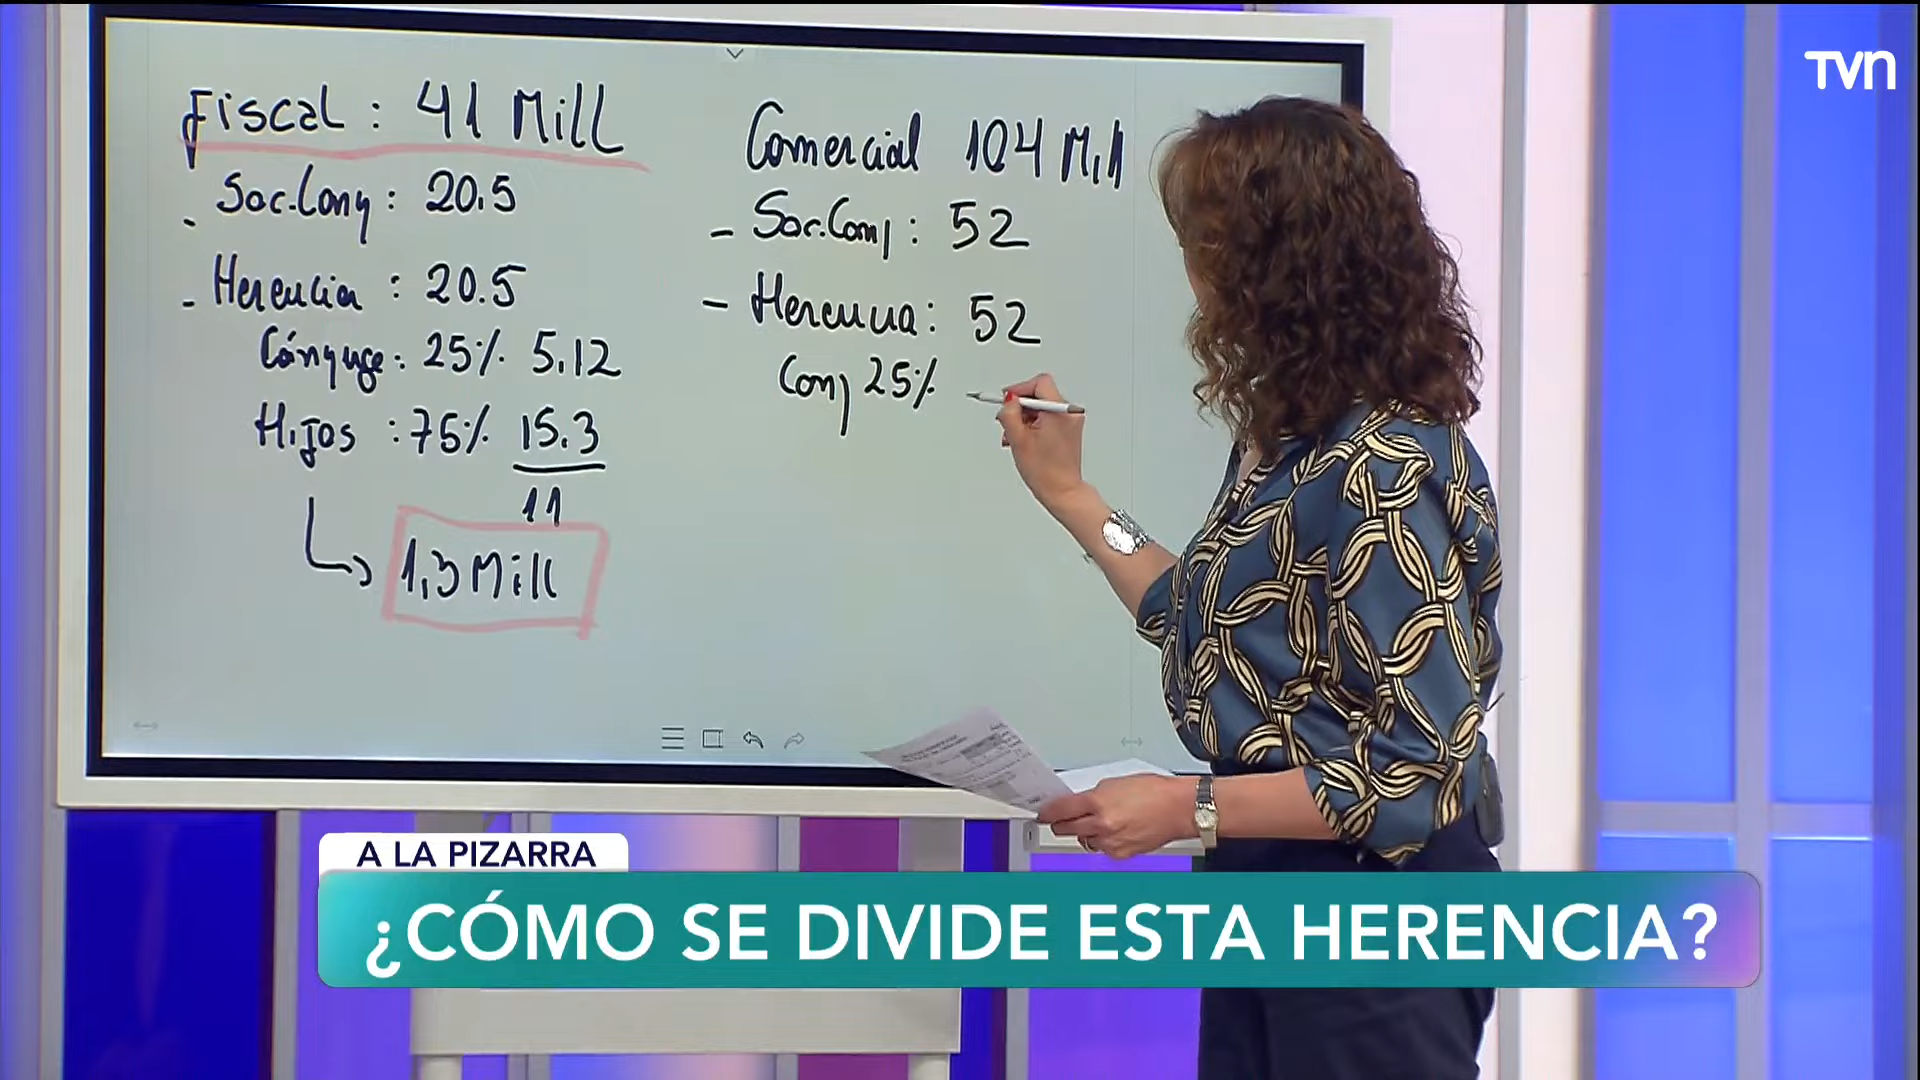 TVN
Fiscal : 41 Mill
- Soc.Cony : 20.5
- Herencia : 20.5
Cónyuge : 25% 5.12
Hijos : 75% 15.3
11
1,3 Mill
Comercial 104 Mill
- Soc.Conj : 52
- Herencia : 52
Conj 25%
A LA PIZARRA
¿CÓMO SE DIVIDE ESTA HERENCIA?